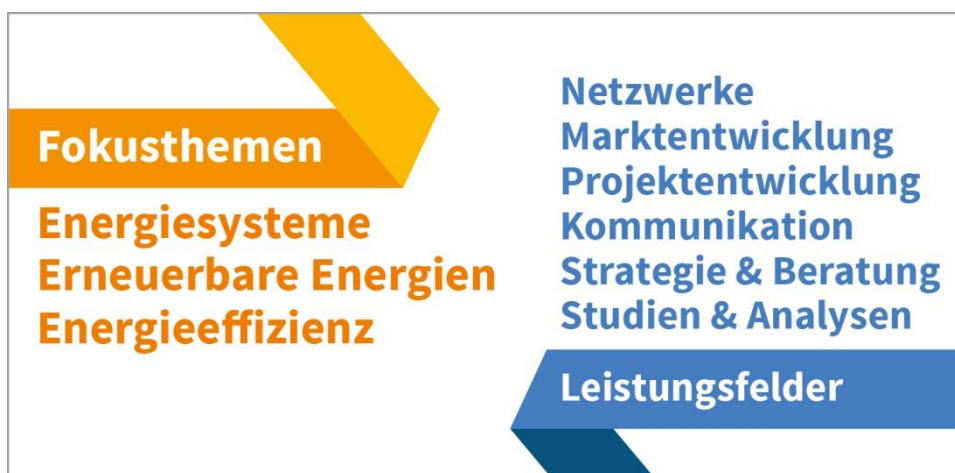 Fokusthemen
Energiesysteme
Erneuerbare Energien
Energieeffizienz
Netzwerke
Marktentwicklung
Projektentwicklung
Kommunikation
Strategie & Beratung
Studien & Analysen
Leistungsfelder